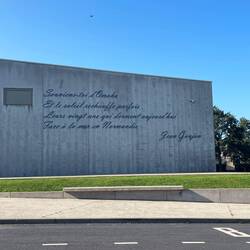 Souviens-toi d'Omaha
Et le soleil réchauffe parfois
Leurs vingt ans qui dorment aujourd'hui
Face à la mer en Normandie
Jean Goujon